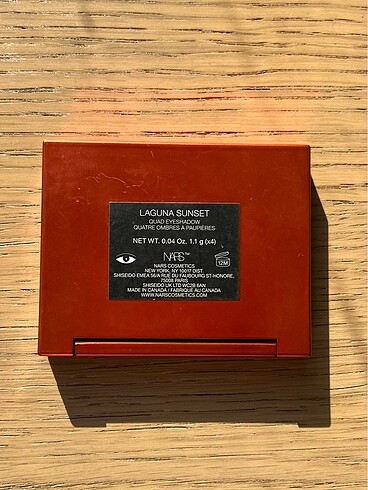 LAGUNA SUNSET
QUAD EYESHADOW
QUATRE OMBRES À PAUPIÈRES
NET WT. 0.04 Oz. 1.1 g (x4)
NARS™
12M
NARS COSMETICS
NEW YORK, NY 10017 DIST.
SHISEIDO EMEA 56/A RUE DU FAUBOURG ST-HONORE,
75008 PARIS
SHISEIDO UK LTD WC2B 6AN
MADE IN CANADA / FABRIQUÉ AU CANADA
WWW.NARSCOSMETICS.COM